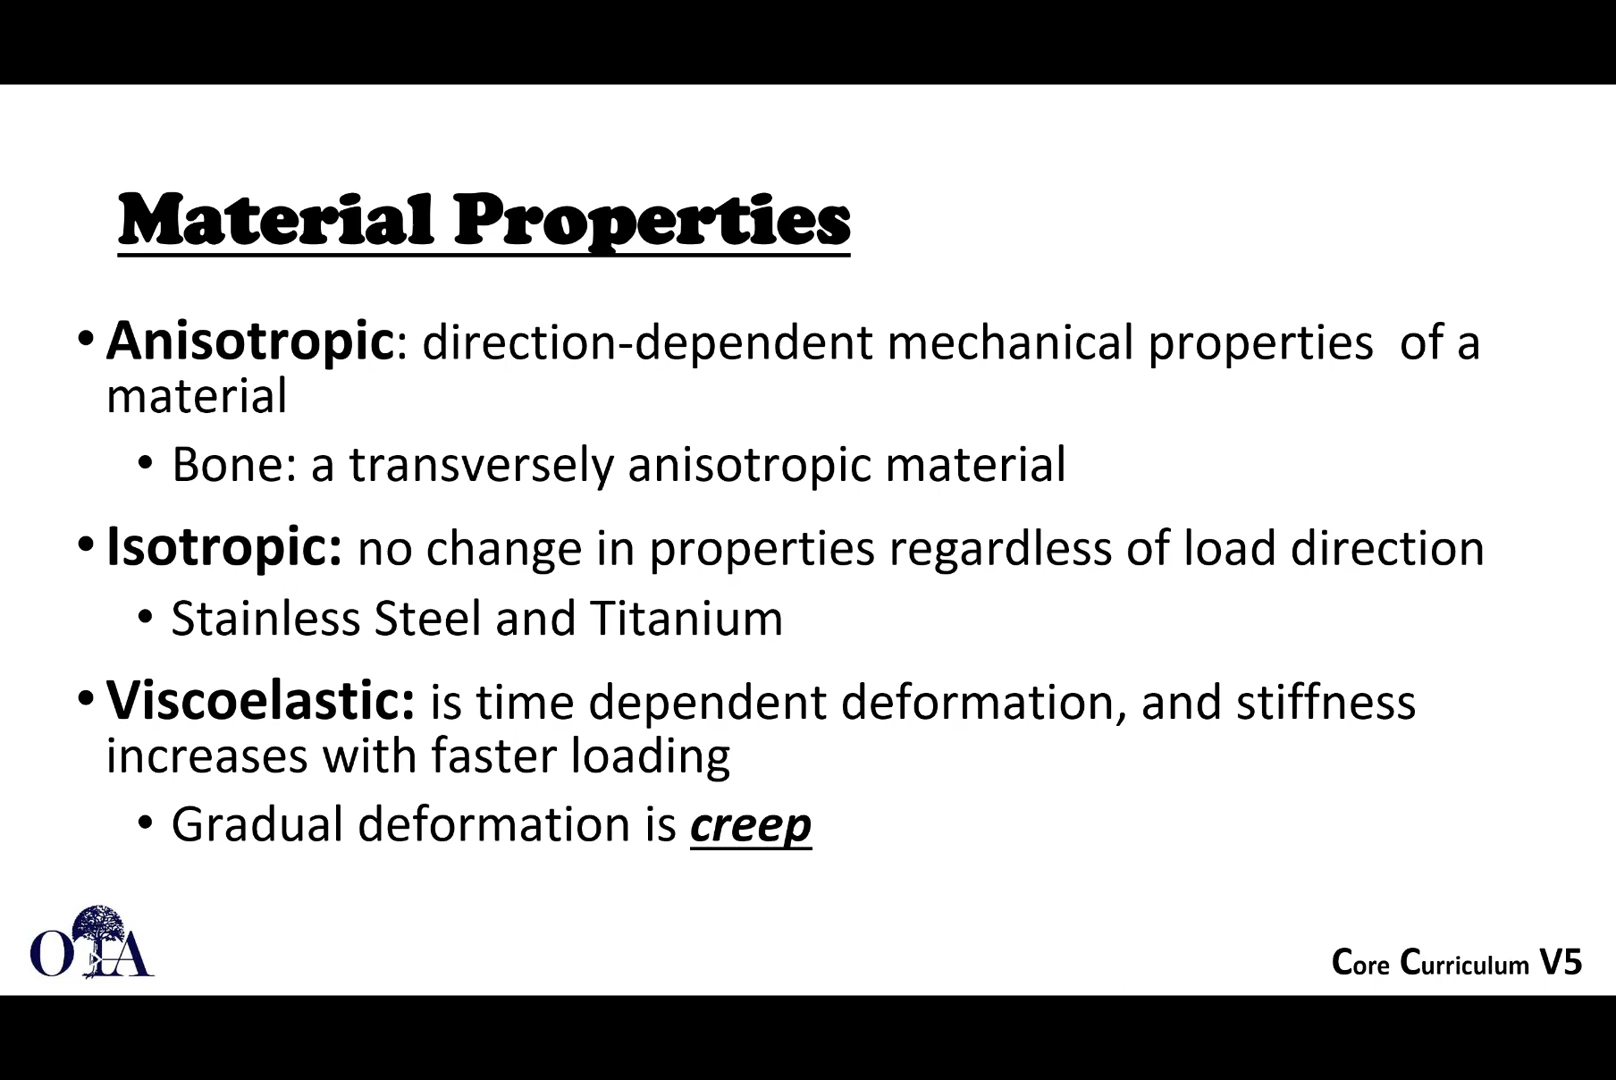 Material Properties
• Anisotropic: direction-dependent mechanical properties  of a
material
• Bone: a transversely anisotropic material
• Isotropic: no change in properties regardless of load direction
• Stainless Steel and Titanium
• Viscoelastic: is time dependent deformation, and stiffness
increases with faster loading
• Gradual deformation is creep
OTA
Core Curriculum V5